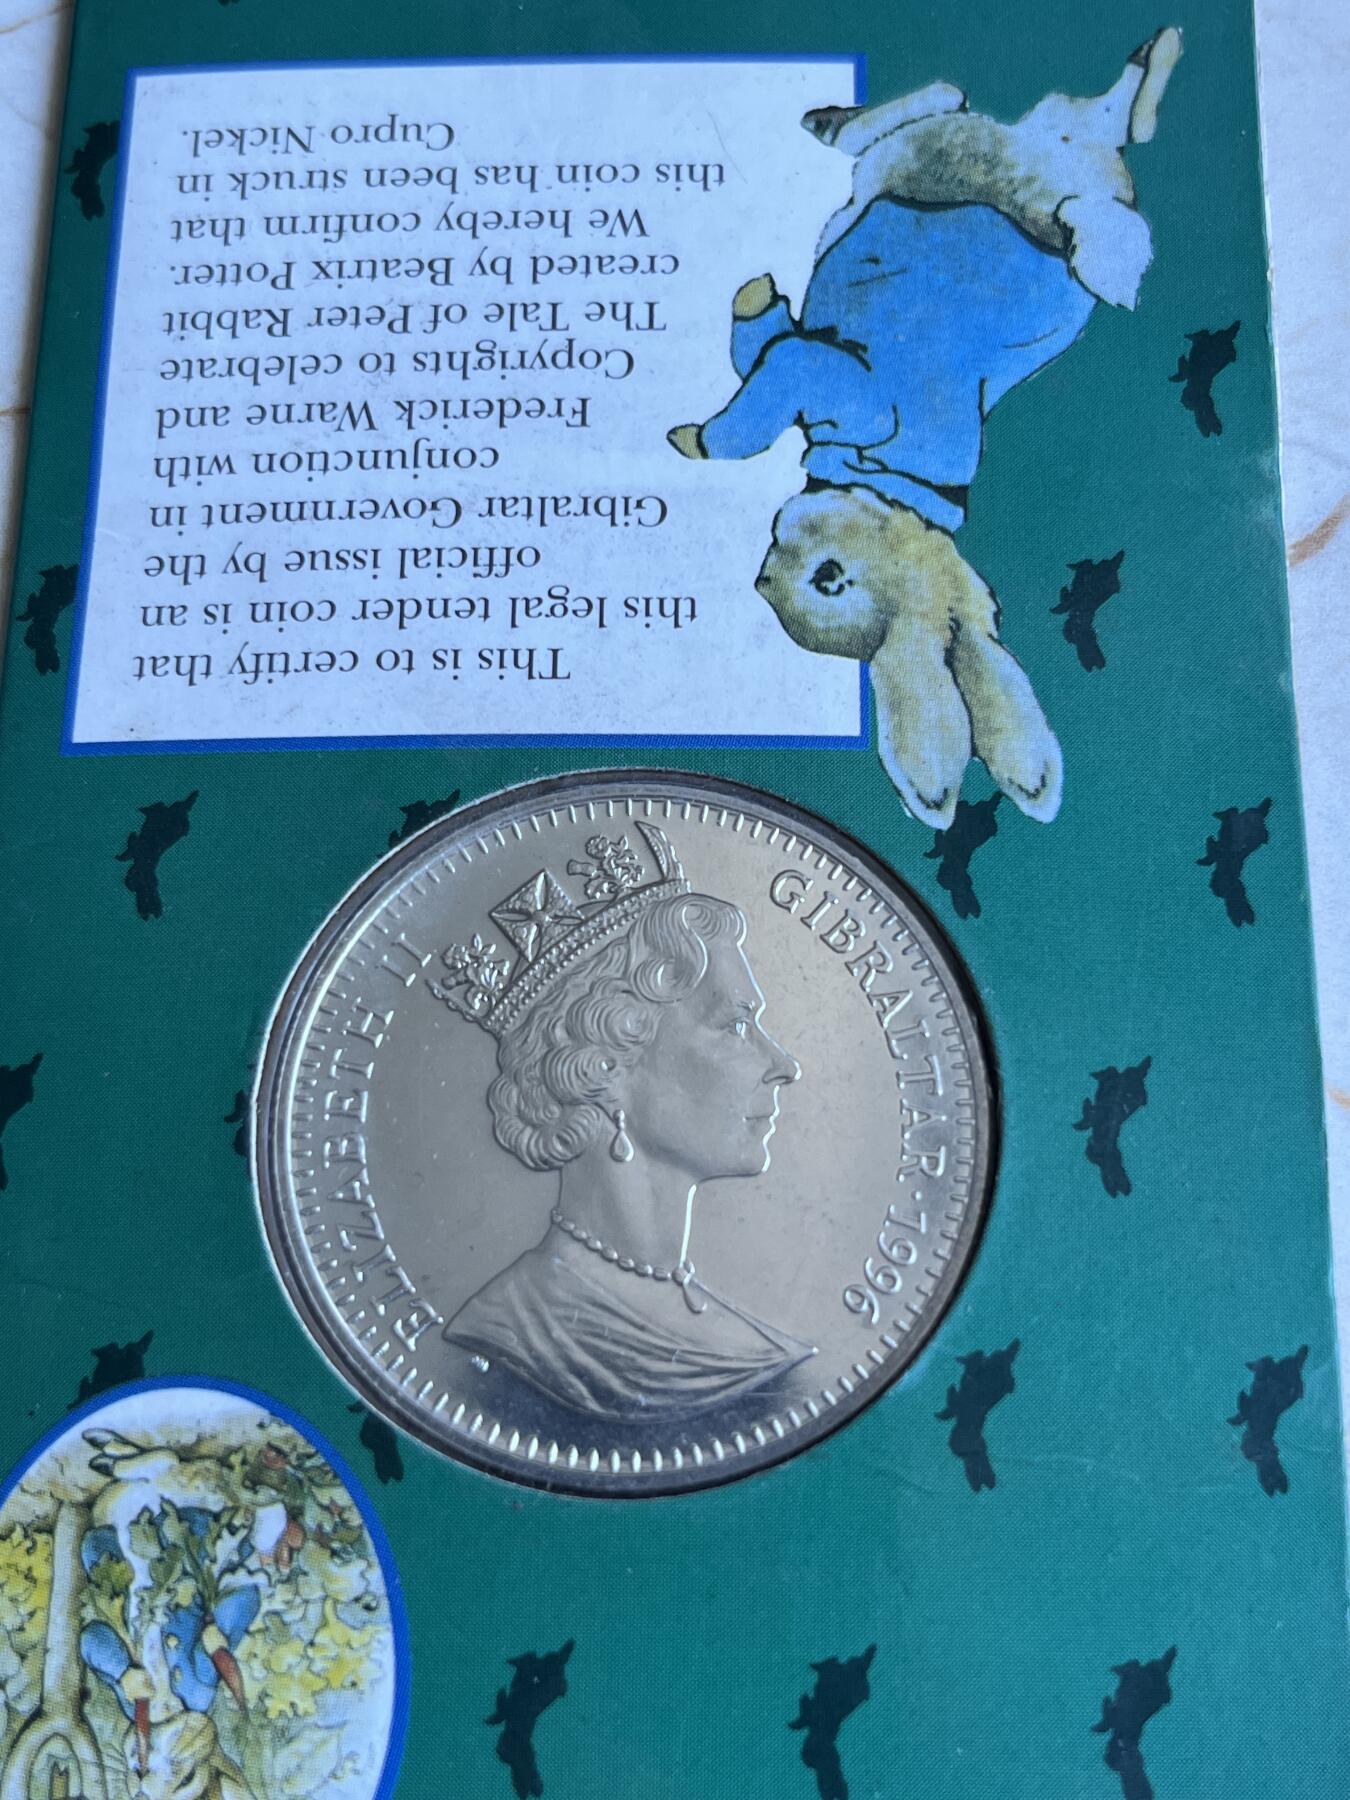 This is to certify that
this legal tender coin is an
official issue by the
Gibraltar Government in
conjunction with
Frederick Warne and
Copyrights to celebrate
The Tale of Peter Rabbit
created by Beatrix Potter.
We hereby confirm that
this coin has been struck in
Cupro Nickel.
ELIZABETH II
GIBRALTAR · 1996